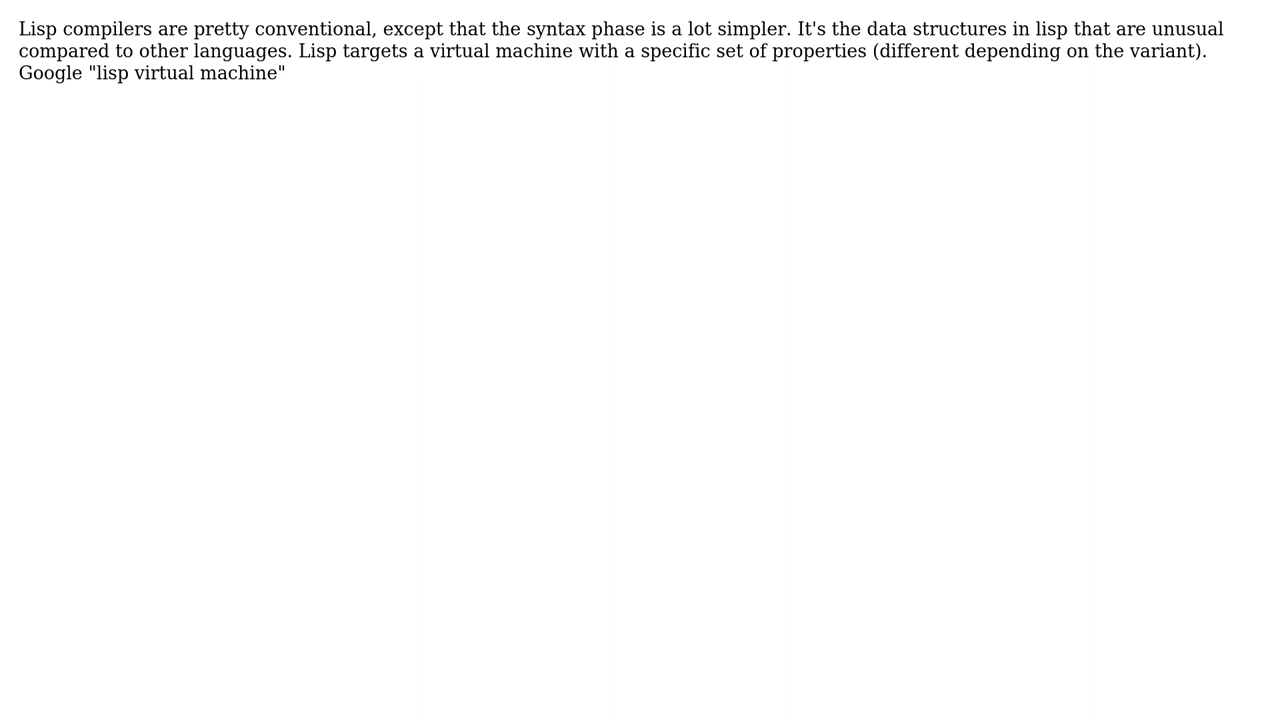 Lisp compilers are pretty conventional, except that the syntax phase is a lot simpler. It's the data structures in lisp that are unusual
compared to other languages. Lisp targets a virtual machine with a specific set of properties (different depending on the variant).
Google "lisp virtual machine"